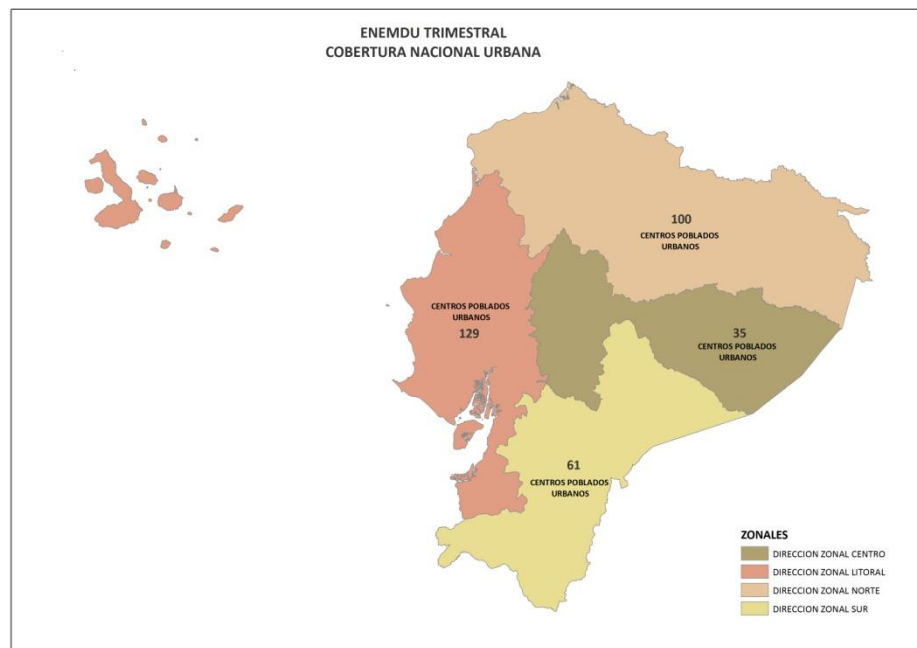 ENEMDU TRIMESTRAL
COBERTURA NACIONAL URBANA
100
CENTROS POBLADOS
URBANOS
CENTROS POBLADOS
URBANOS
129
35
CENTROS POBLADOS
URBANOS
61
CENTROS POBLADOS
URBANOS
ZONALES
DIRECCION ZONAL CENTRO
DIRECCION ZONAL LITORAL
DIRECCION ZONAL NORTE
DIRECCION ZONAL SUR